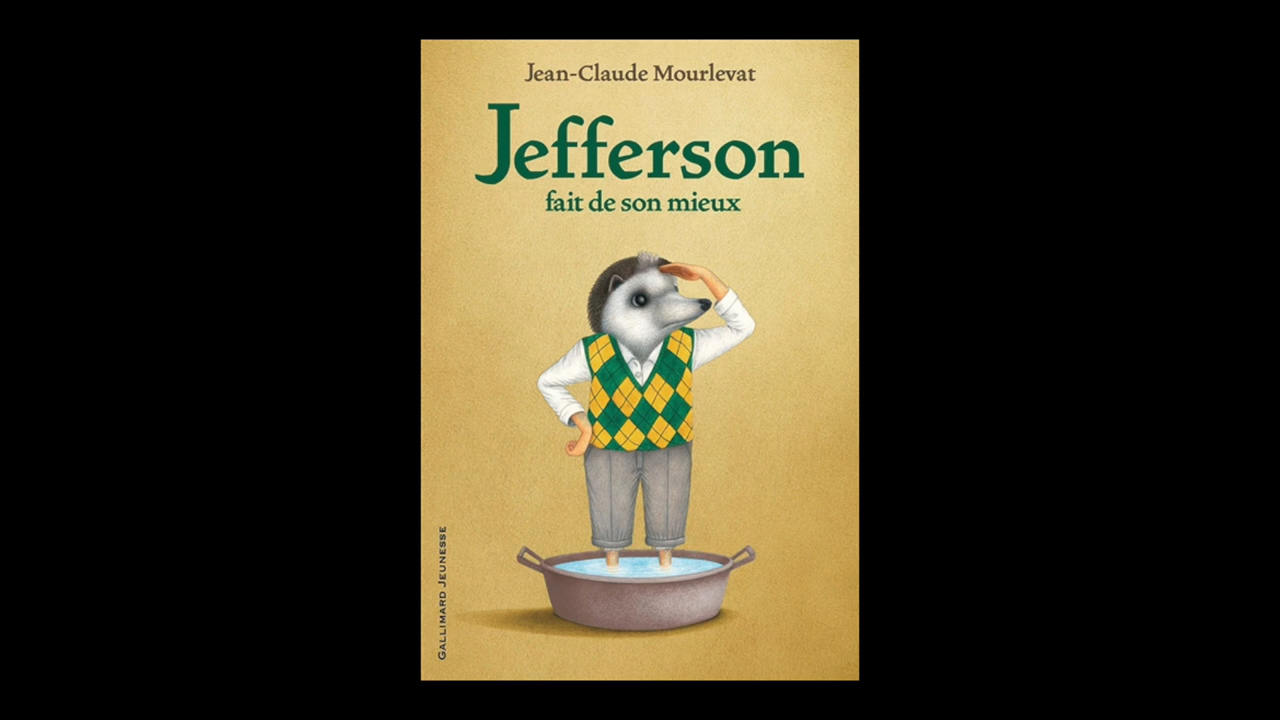 Jean-Claude Mourlevat
Jefferson
fait de son mieux
GALLIMARD JEUNESSE